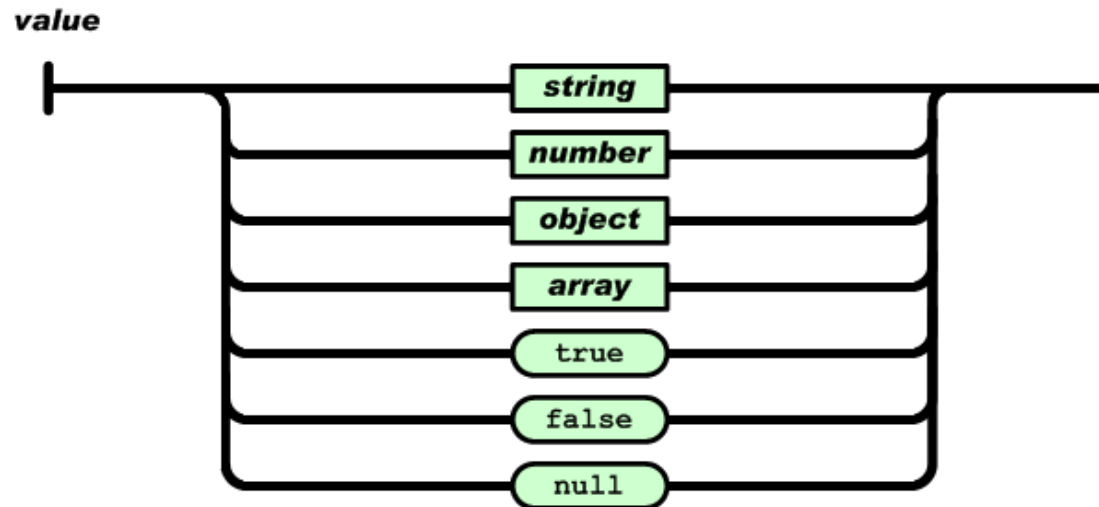 value
string
number
object
array
true
false
null